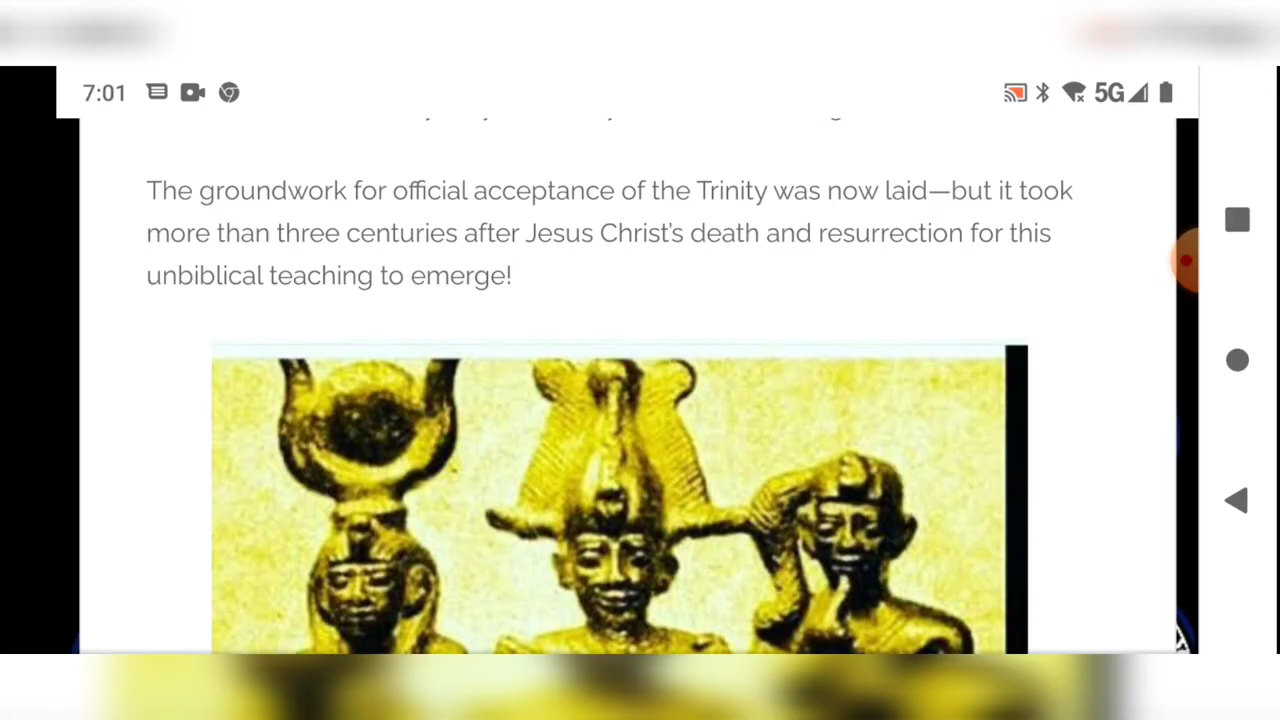 7:01
5G
The groundwork for official acceptance of the Trinity was now laid—but it took
more than three centuries after Jesus Christ’s death and resurrection for this
unbiblical teaching to emerge!